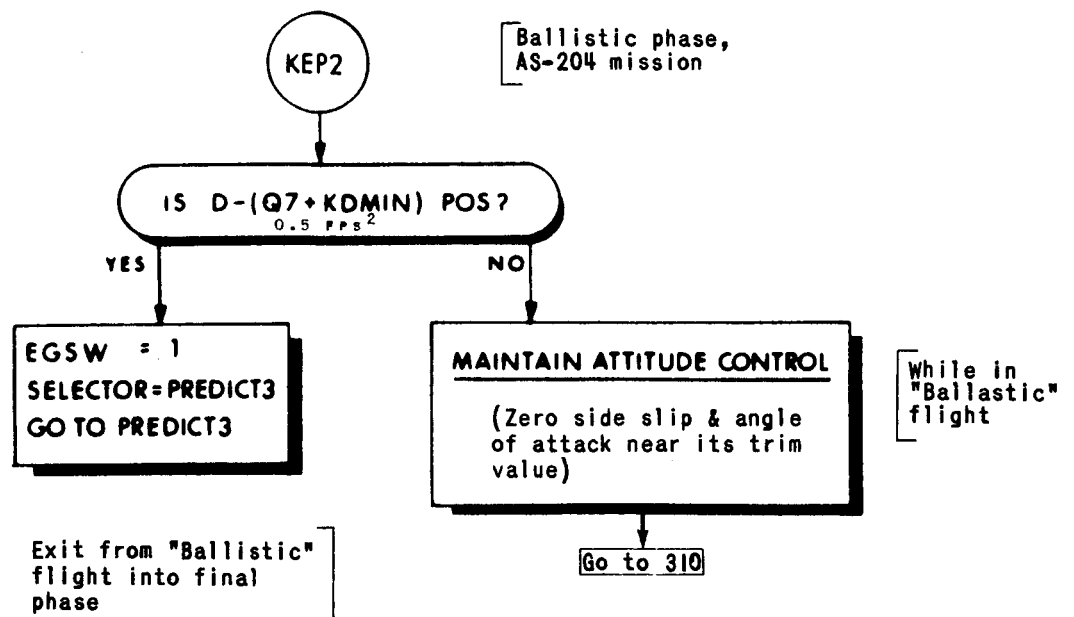 KEP2
Ballistic phase,
AS-204 mission
IS D-(Q7+KDMIN) POS?
0.5 FPS²
YES
NO
EGSW = 1
SELECTOR=PREDICT3
GO TO PREDICT3
MAINTAIN ATTITUDE CONTROL
(Zero side slip & angle
of attack near its trim
value)
While in
"Ballastic"
flight
Go to 310
Exit from "Ballistic"
flight into final
phase